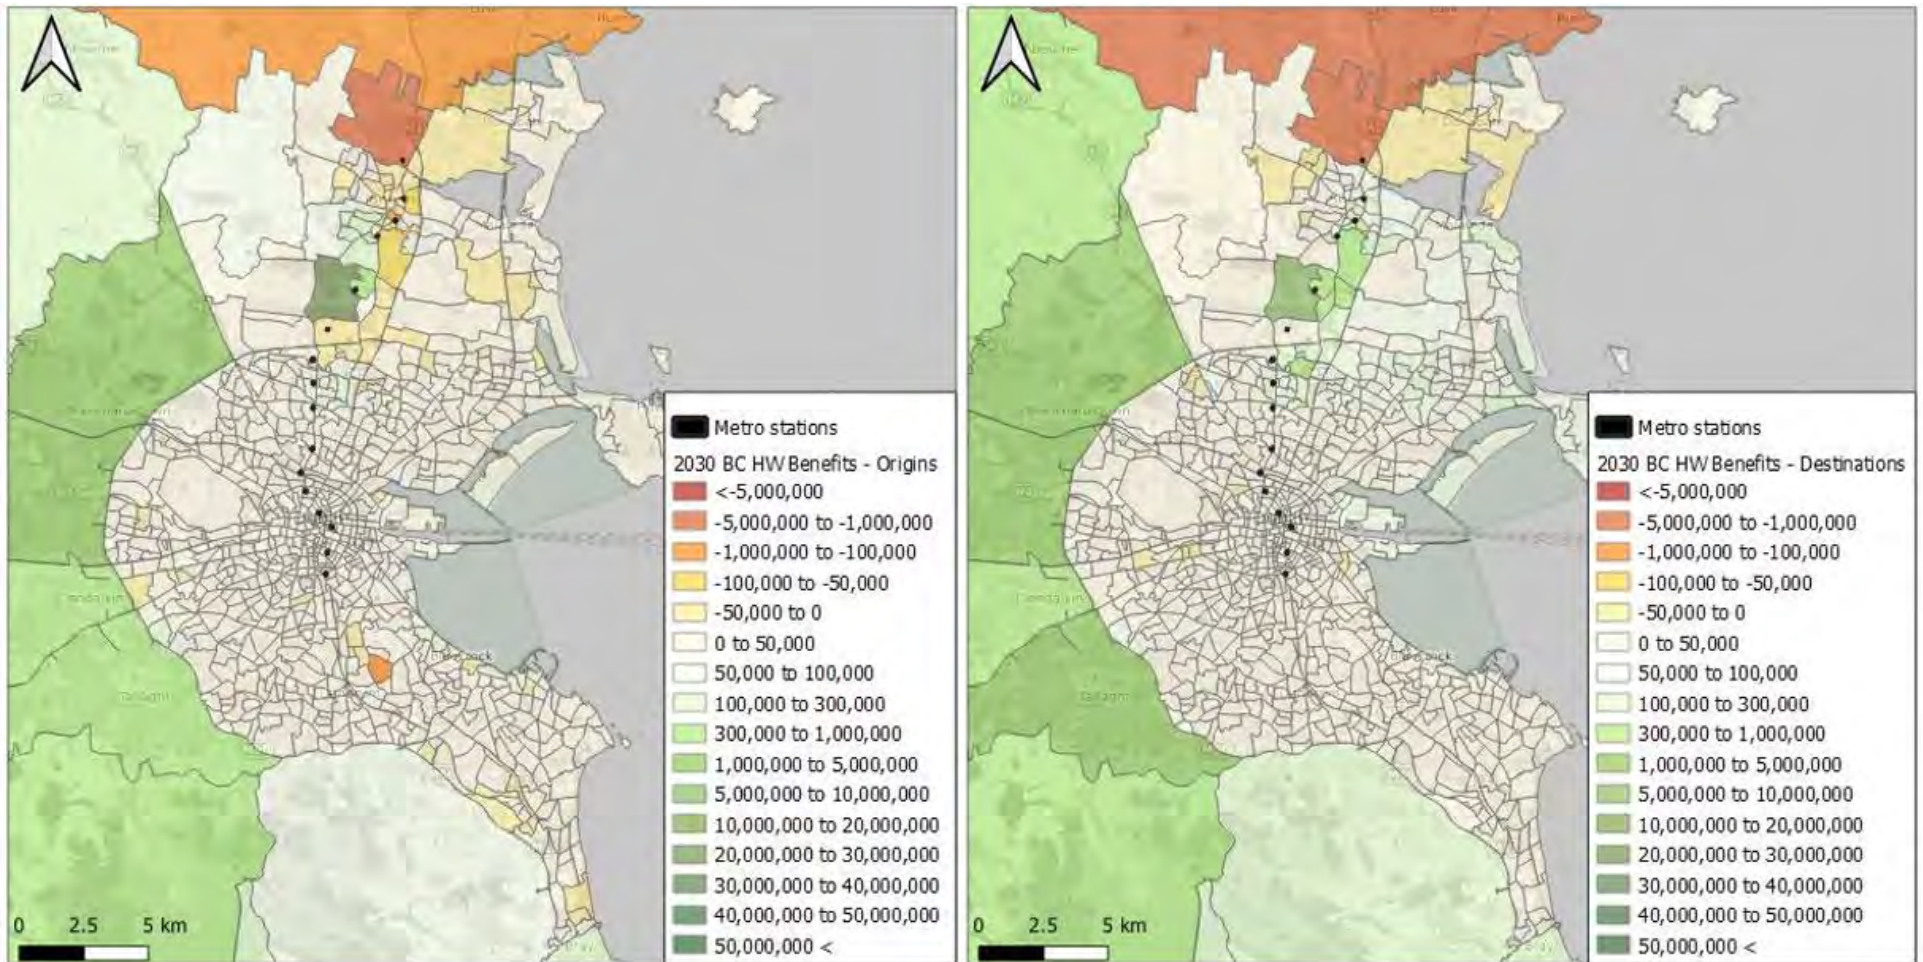 Metro stations
2030 BC HW Benefits - Origins
<-5,000,000
-5,000,000 to -1,000,000
-1,000,000 to -100,000
-100,000 to -50,000
-50,000 to 0
0 to 50,000
50,000 to 100,000
100,000 to 300,000
300,000 to 1,000,000
1,000,000 to 5,000,000
5,000,000 to 10,000,000
10,000,000 to 20,000,000
20,000,000 to 30,000,000
30,000,000 to 40,000,000
40,000,000 to 50,000,000
50,000,000 <
0 2.5 5 km
Metro stations
2030 BC HW Benefits - Destinations
<-5,000,000
-5,000,000 to -1,000,000
-1,000,000 to -100,000
-100,000 to -50,000
-50,000 to 0
0 to 50,000
50,000 to 100,000
100,000 to 300,000
300,000 to 1,000,000
1,000,000 to 5,000,000
5,000,000 to 10,000,000
10,000,000 to 20,000,000
20,000,000 to 30,000,000
30,000,000 to 40,000,000
40,000,000 to 50,000,000
50,000,000 <
0 2.5 5 km